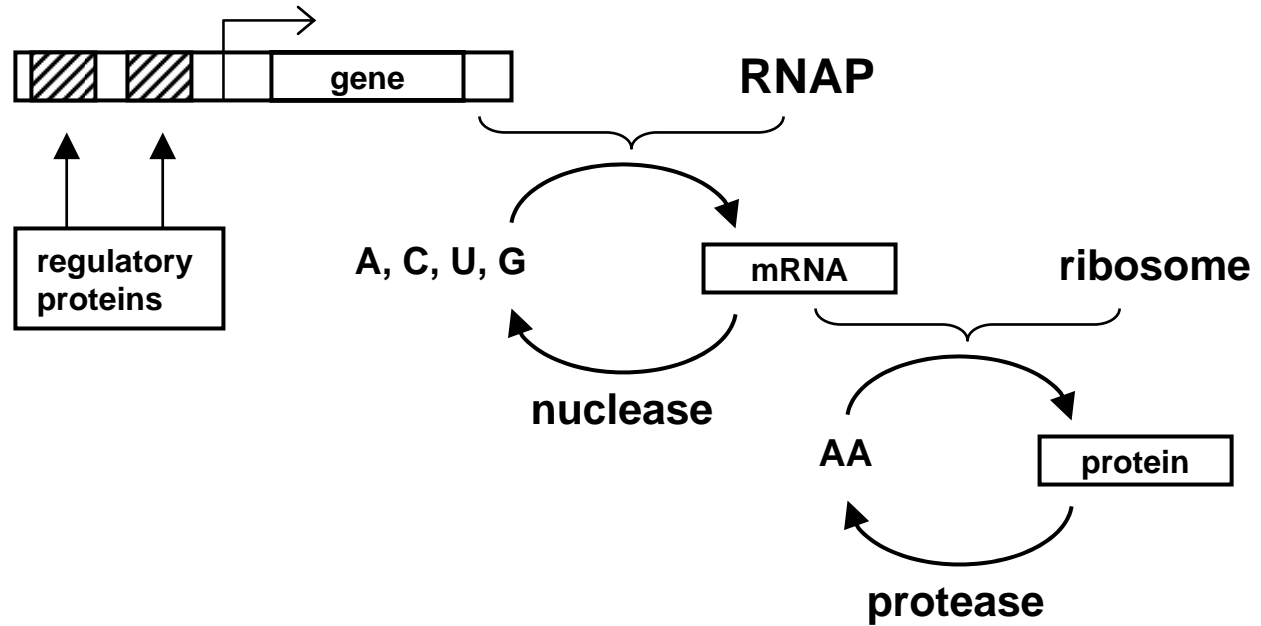 gene
RNAP
regulatory
proteins
A, C, U, G
mRNA
ribosome
nuclease
AA
protein
protease